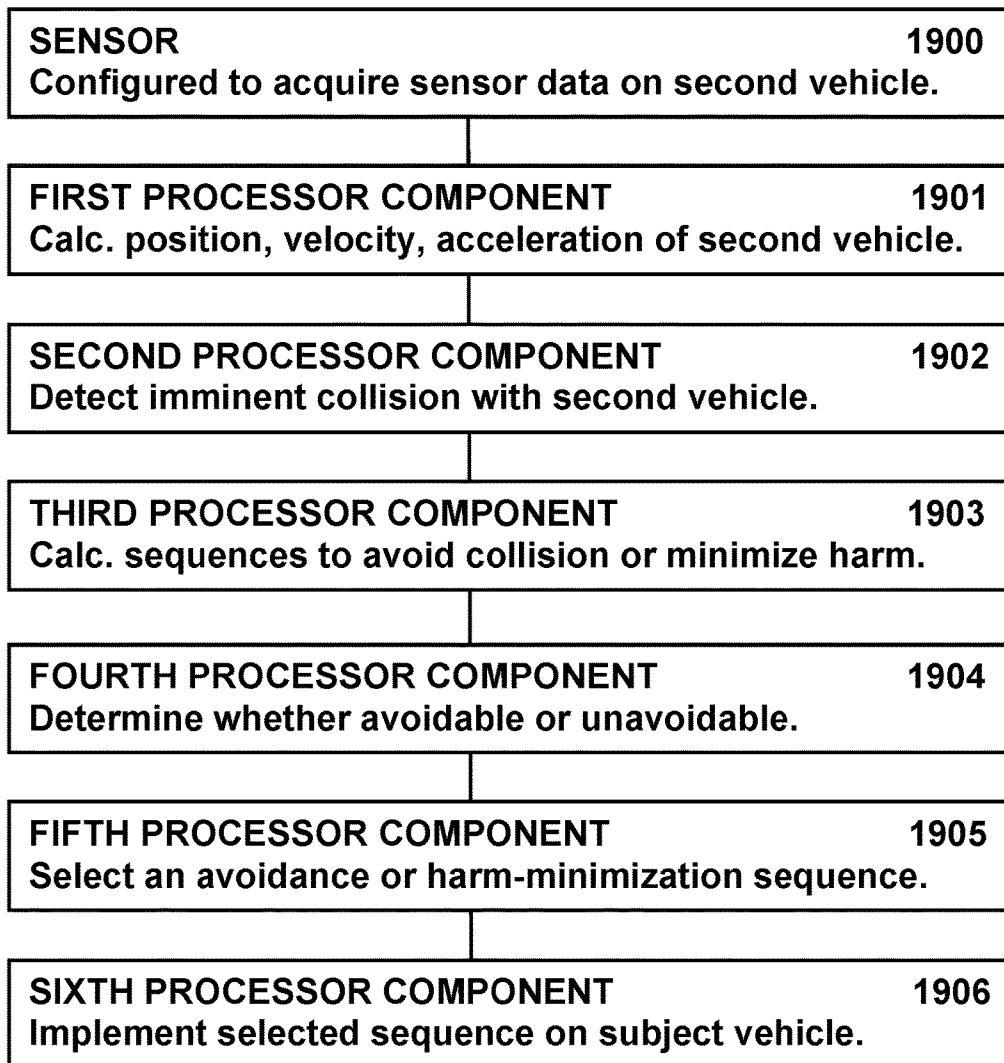 SENSOR 1900
Configured to acquire sensor data on second vehicle.
FIRST PROCESSOR COMPONENT 1901
Calc. position, velocity, acceleration of second vehicle.
SECOND PROCESSOR COMPONENT 1902
Detect imminent collision with second vehicle.
THIRD PROCESSOR COMPONENT 1903
Calc. sequences to avoid collision or minimize harm.
FOURTH PROCESSOR COMPONENT 1904
Determine whether avoidable or unavoidable.
FIFTH PROCESSOR COMPONENT 1905
Select an avoidance or harm-minimization sequence.
SIXTH PROCESSOR COMPONENT 1906
Implement selected sequence on subject vehicle.